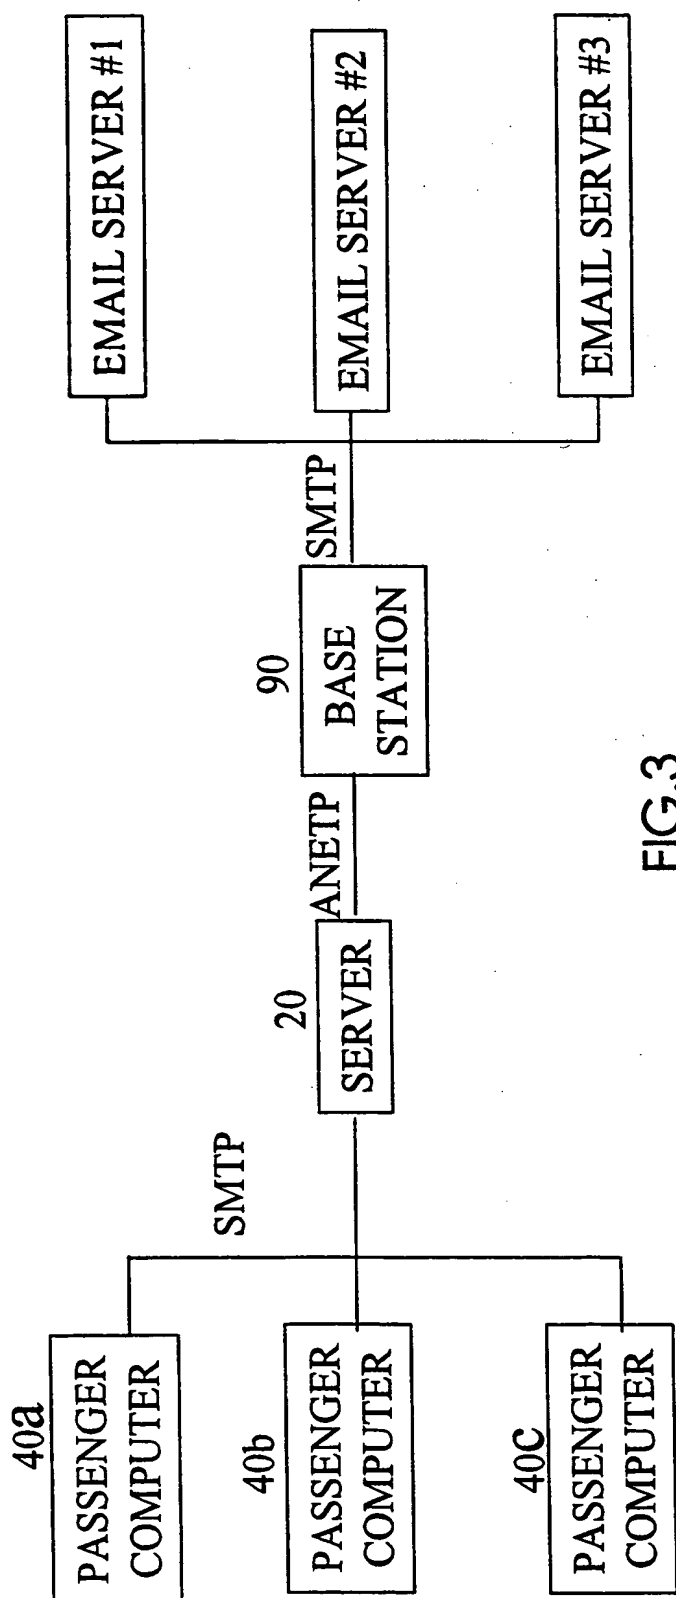 40a
PASSENGER
COMPUTER
40b
PASSENGER
COMPUTER
40c
PASSENGER
COMPUTER
SMTP
20
SERVER
ANETP
90
BASE
STATION
SMTP
EMAIL SERVER #1
EMAIL SERVER #2
EMAIL SERVER #3
FIG.3